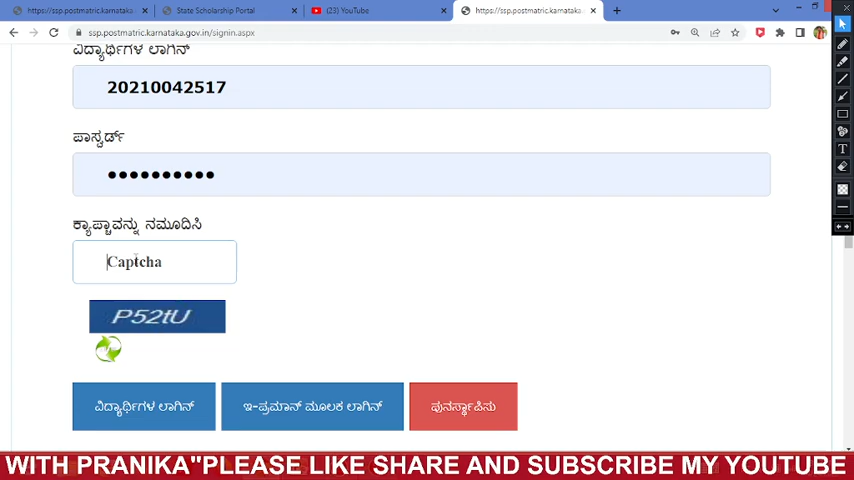 https://ssp.postmatric.karnataka.g
State Scholarship Portal
(23) YouTube
https://ssp.postmatric.karnataka.
ssp.postmatric.karnataka.gov.in/signin.aspx
ವಿದ್ಯಾರ್ಥಿಗಳ ಲಾಗಿನ್
20210042517
ಪಾಸ್ವರ್ಡ್
ಕ್ಯಾಪ್ಚಾವನ್ನು ನಮೂದಿಸಿ
Captcha
P52tU
ವಿದ್ಯಾರ್ಥಿಗಳ ಲಾಗಿನ್ ಇ-ಪ್ರಮಾನ್ ಮೂಲಕ ಲಾಗಿನ್ ಪುನರ್ಸ್ಥಾಪಿಸು
WITH PRANIKA"PLEASE LIKE SHARE AND SUBSCRIBE MY YOUTUBE